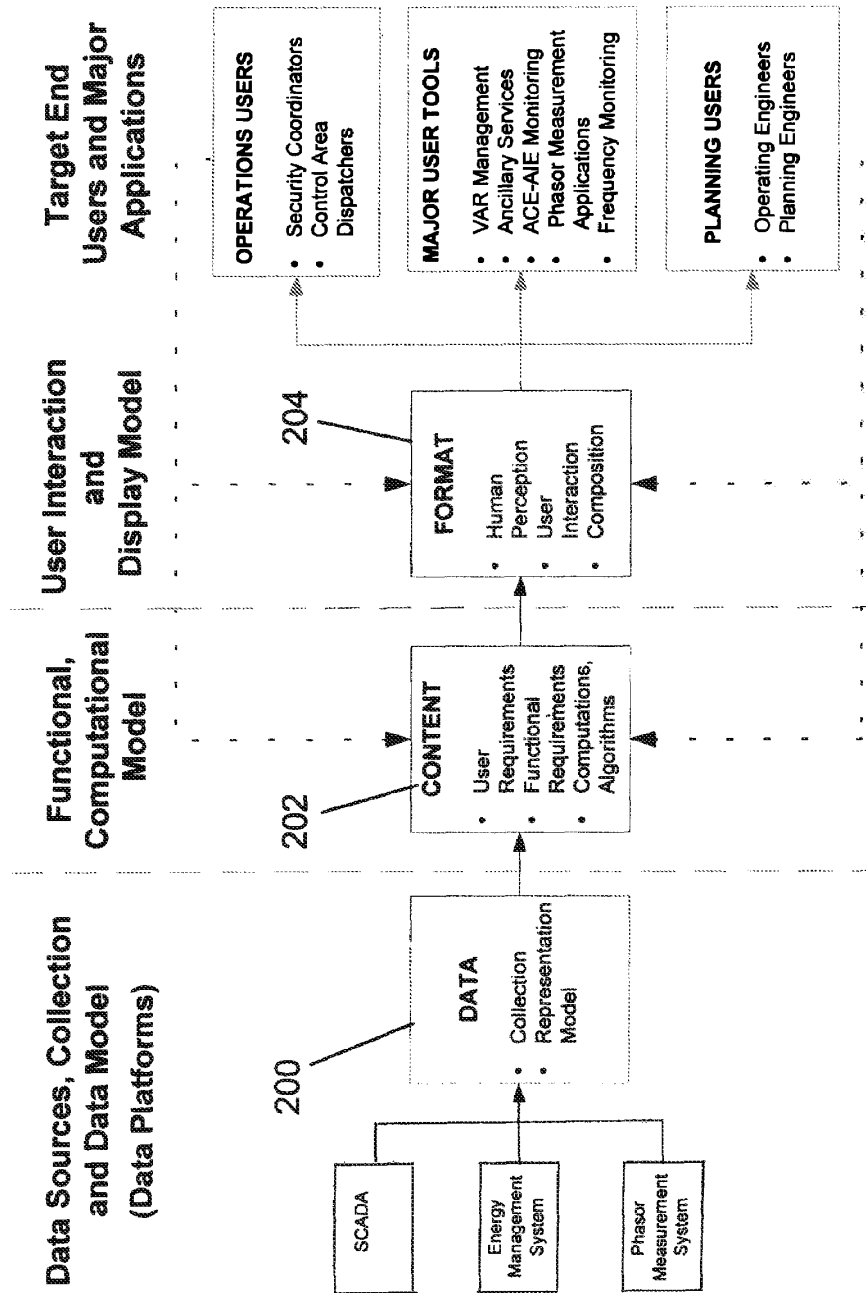 Data Sources, Collection
and Data Model
(Data Platforms)
SCADA
Energy
Management
System
Phasor
Measurement
System
200
DATA
• Collection
• Representation
Model
Functional,
Computational
Model
202
CONTENT
• User
Requirements
• Functional
Requirements
• Computations,
Algorithms
User Interaction
and
Display Model
204
FORMAT
• Human
Perception
• User
Interaction
• Composition
Target End
Users and Major
Applications
OPERATIONS USERS
• Security Coordinators
• Control Area
Dispatchers
MAJOR USER TOOLS
• VAR Management
• Ancillary Services
• ACE-AIE Monitoring
• Phasor Measurement
Applications
• Frequency Monitoring
PLANNING USERS
• Operating Engineers
• Planning Engineers